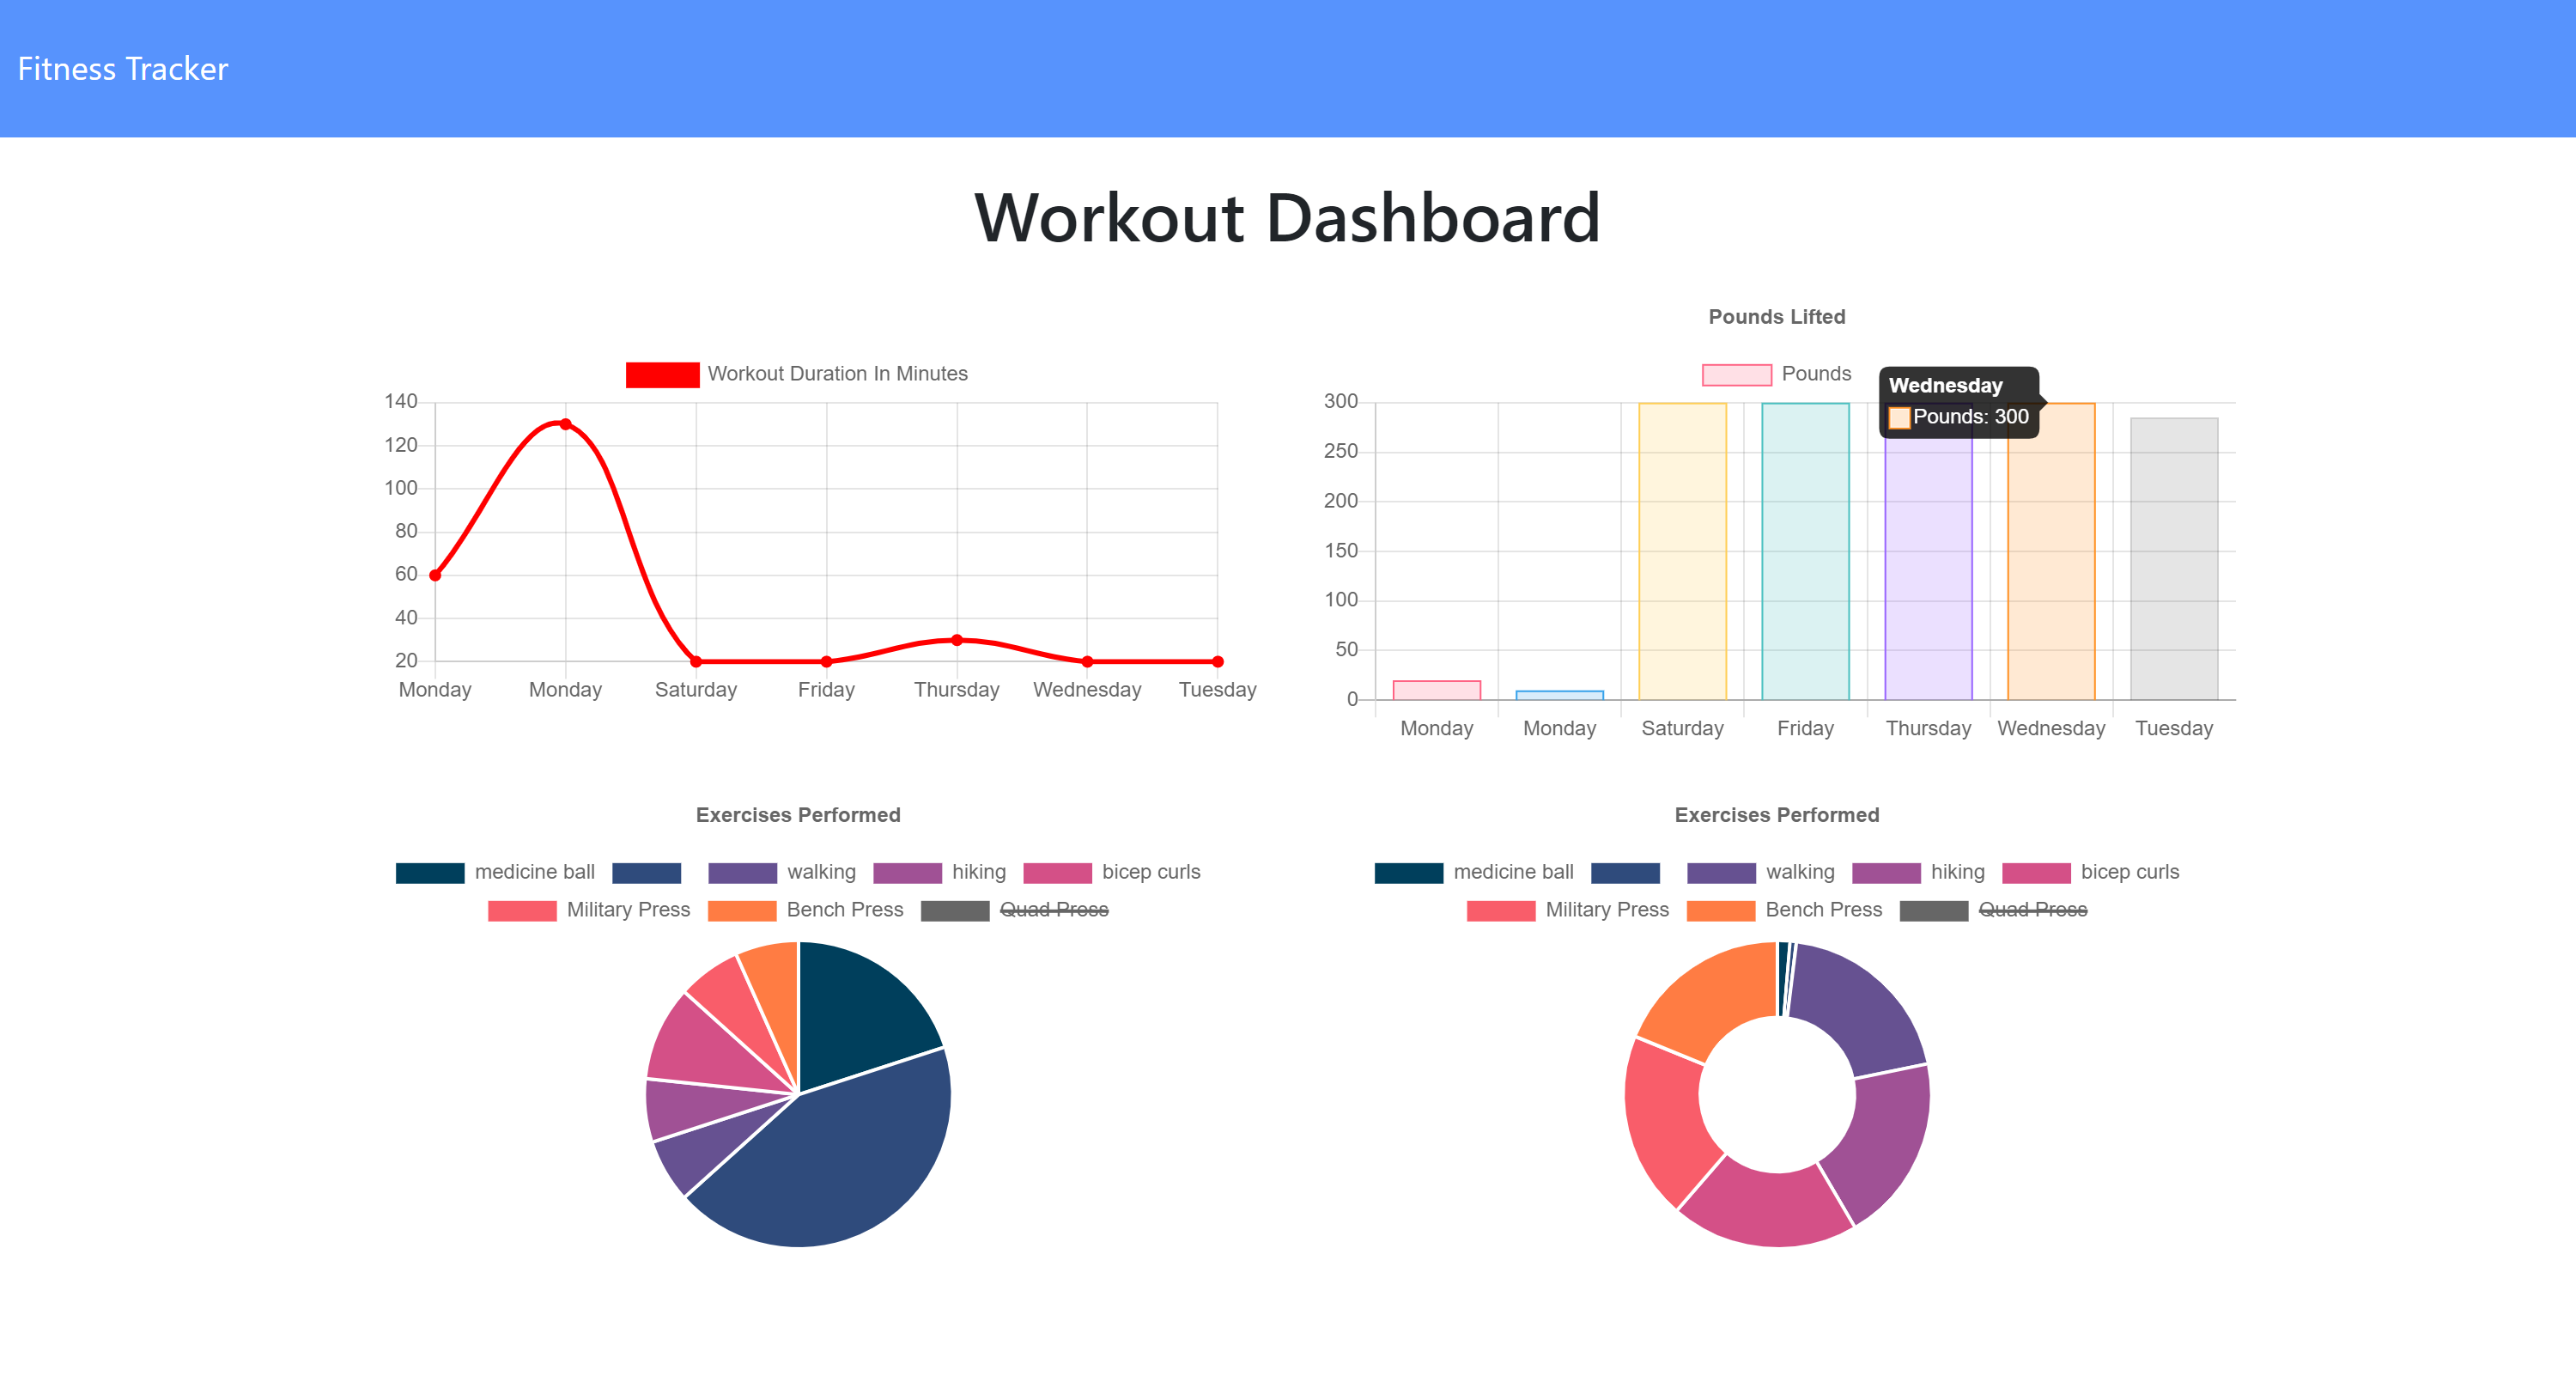 Fitness Tracker
Workout Dashboard
Workout Duration In Minutes
140
120
100
80
60
40
20
Monday Monday Saturday Friday Thursday Wednesday Tuesday
Pounds Lifted
Pounds
Wednesday
Pounds: 300
300
250
200
150
100
50
0
Monday Monday Saturday Friday Thursday Wednesday Tuesday
Exercises Performed
medicine ball walking hiking bicep curls
Military Press Bench Press Quad Press
Exercises Performed
medicine ball walking hiking bicep curls
Military Press Bench Press Quad Press